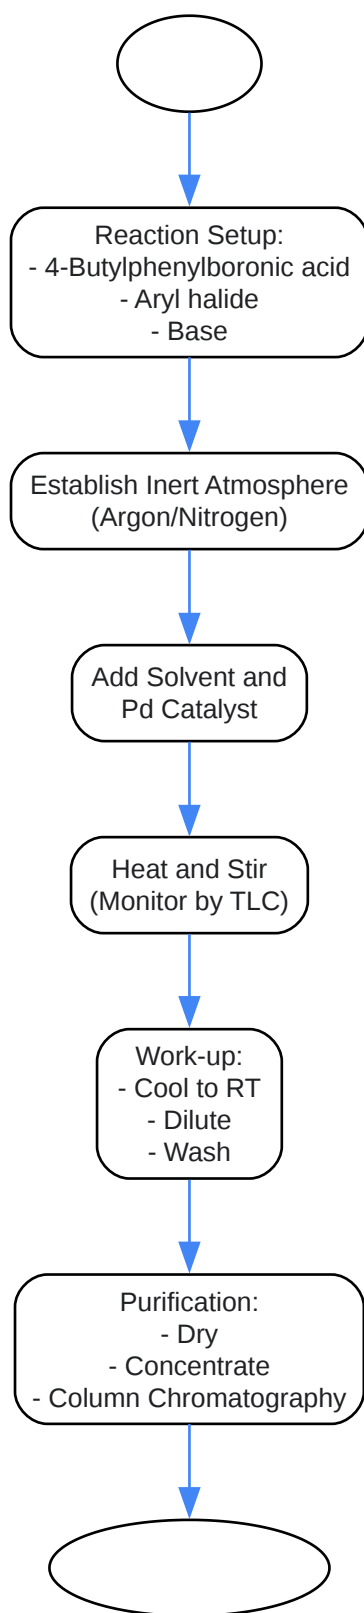 Reaction Setup:
- 4-Butylphenylboronic acid
- Aryl halide
- Base
Establish Inert Atmosphere
(Argon/Nitrogen)
Add Solvent and
Pd Catalyst
Heat and Stir
(Monitor by TLC)
Work-up:
- Cool to RT
- Dilute
- Wash
Purification:
- Dry
- Concentrate
- Column Chromatography